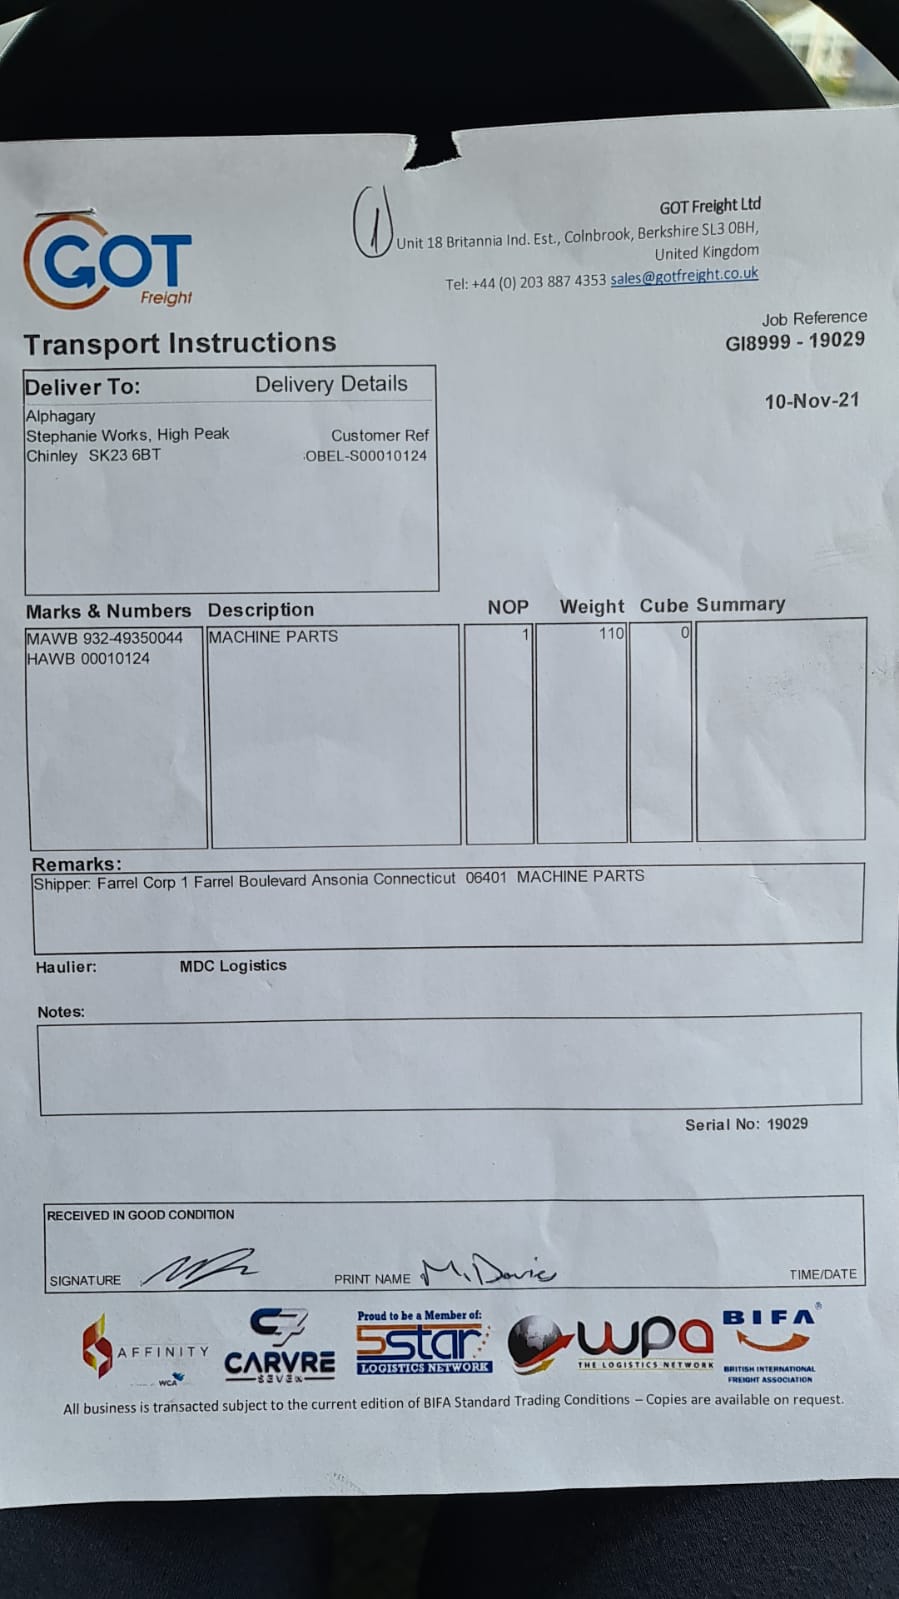 GOT
Freight
1
GOT Freight Ltd
Unit 18 Britannia Ind. Est., Colnbrook, Berkshire SL3 0BH,
United Kingdom
Tel: +44 (0) 203 887 4353 sales@gotfreight.co.uk
Job Reference
GI8999 - 19029
Transport Instructions
10-Nov-21
Deliver To: Delivery Details
Alphagary
Stephanie Works, High Peak Customer Ref
Chinley SK23 6BT OBEL-S00010124
Marks & Numbers Description NOP Weight Cube Summary
MAWB 932-49350044 MACHINE PARTS 1 110 0
HAWB 00010124
Remarks:
Shipper: Farrel Corp 1 Farrel Boulevard Ansonia Connecticut 06401 MACHINE PARTS
Haulier: MDC Logistics
Notes:
Serial No: 19029
RECEIVED IN GOOD CONDITION
SIGNATURE PRINT NAME M. Davis TIME/DATE
AFFINITY
WCA
CARVRE
SEVEN
Proud to be a Member of:
5star
LOGISTICS NETWORK
wpa
THE LOGISTICS NETWORK
BIFA®
BRITISH INTERNATIONAL
FREIGHT ASSOCIATION
All business is transacted subject to the current edition of BIFA Standard Trading Conditions – Copies are available on request.